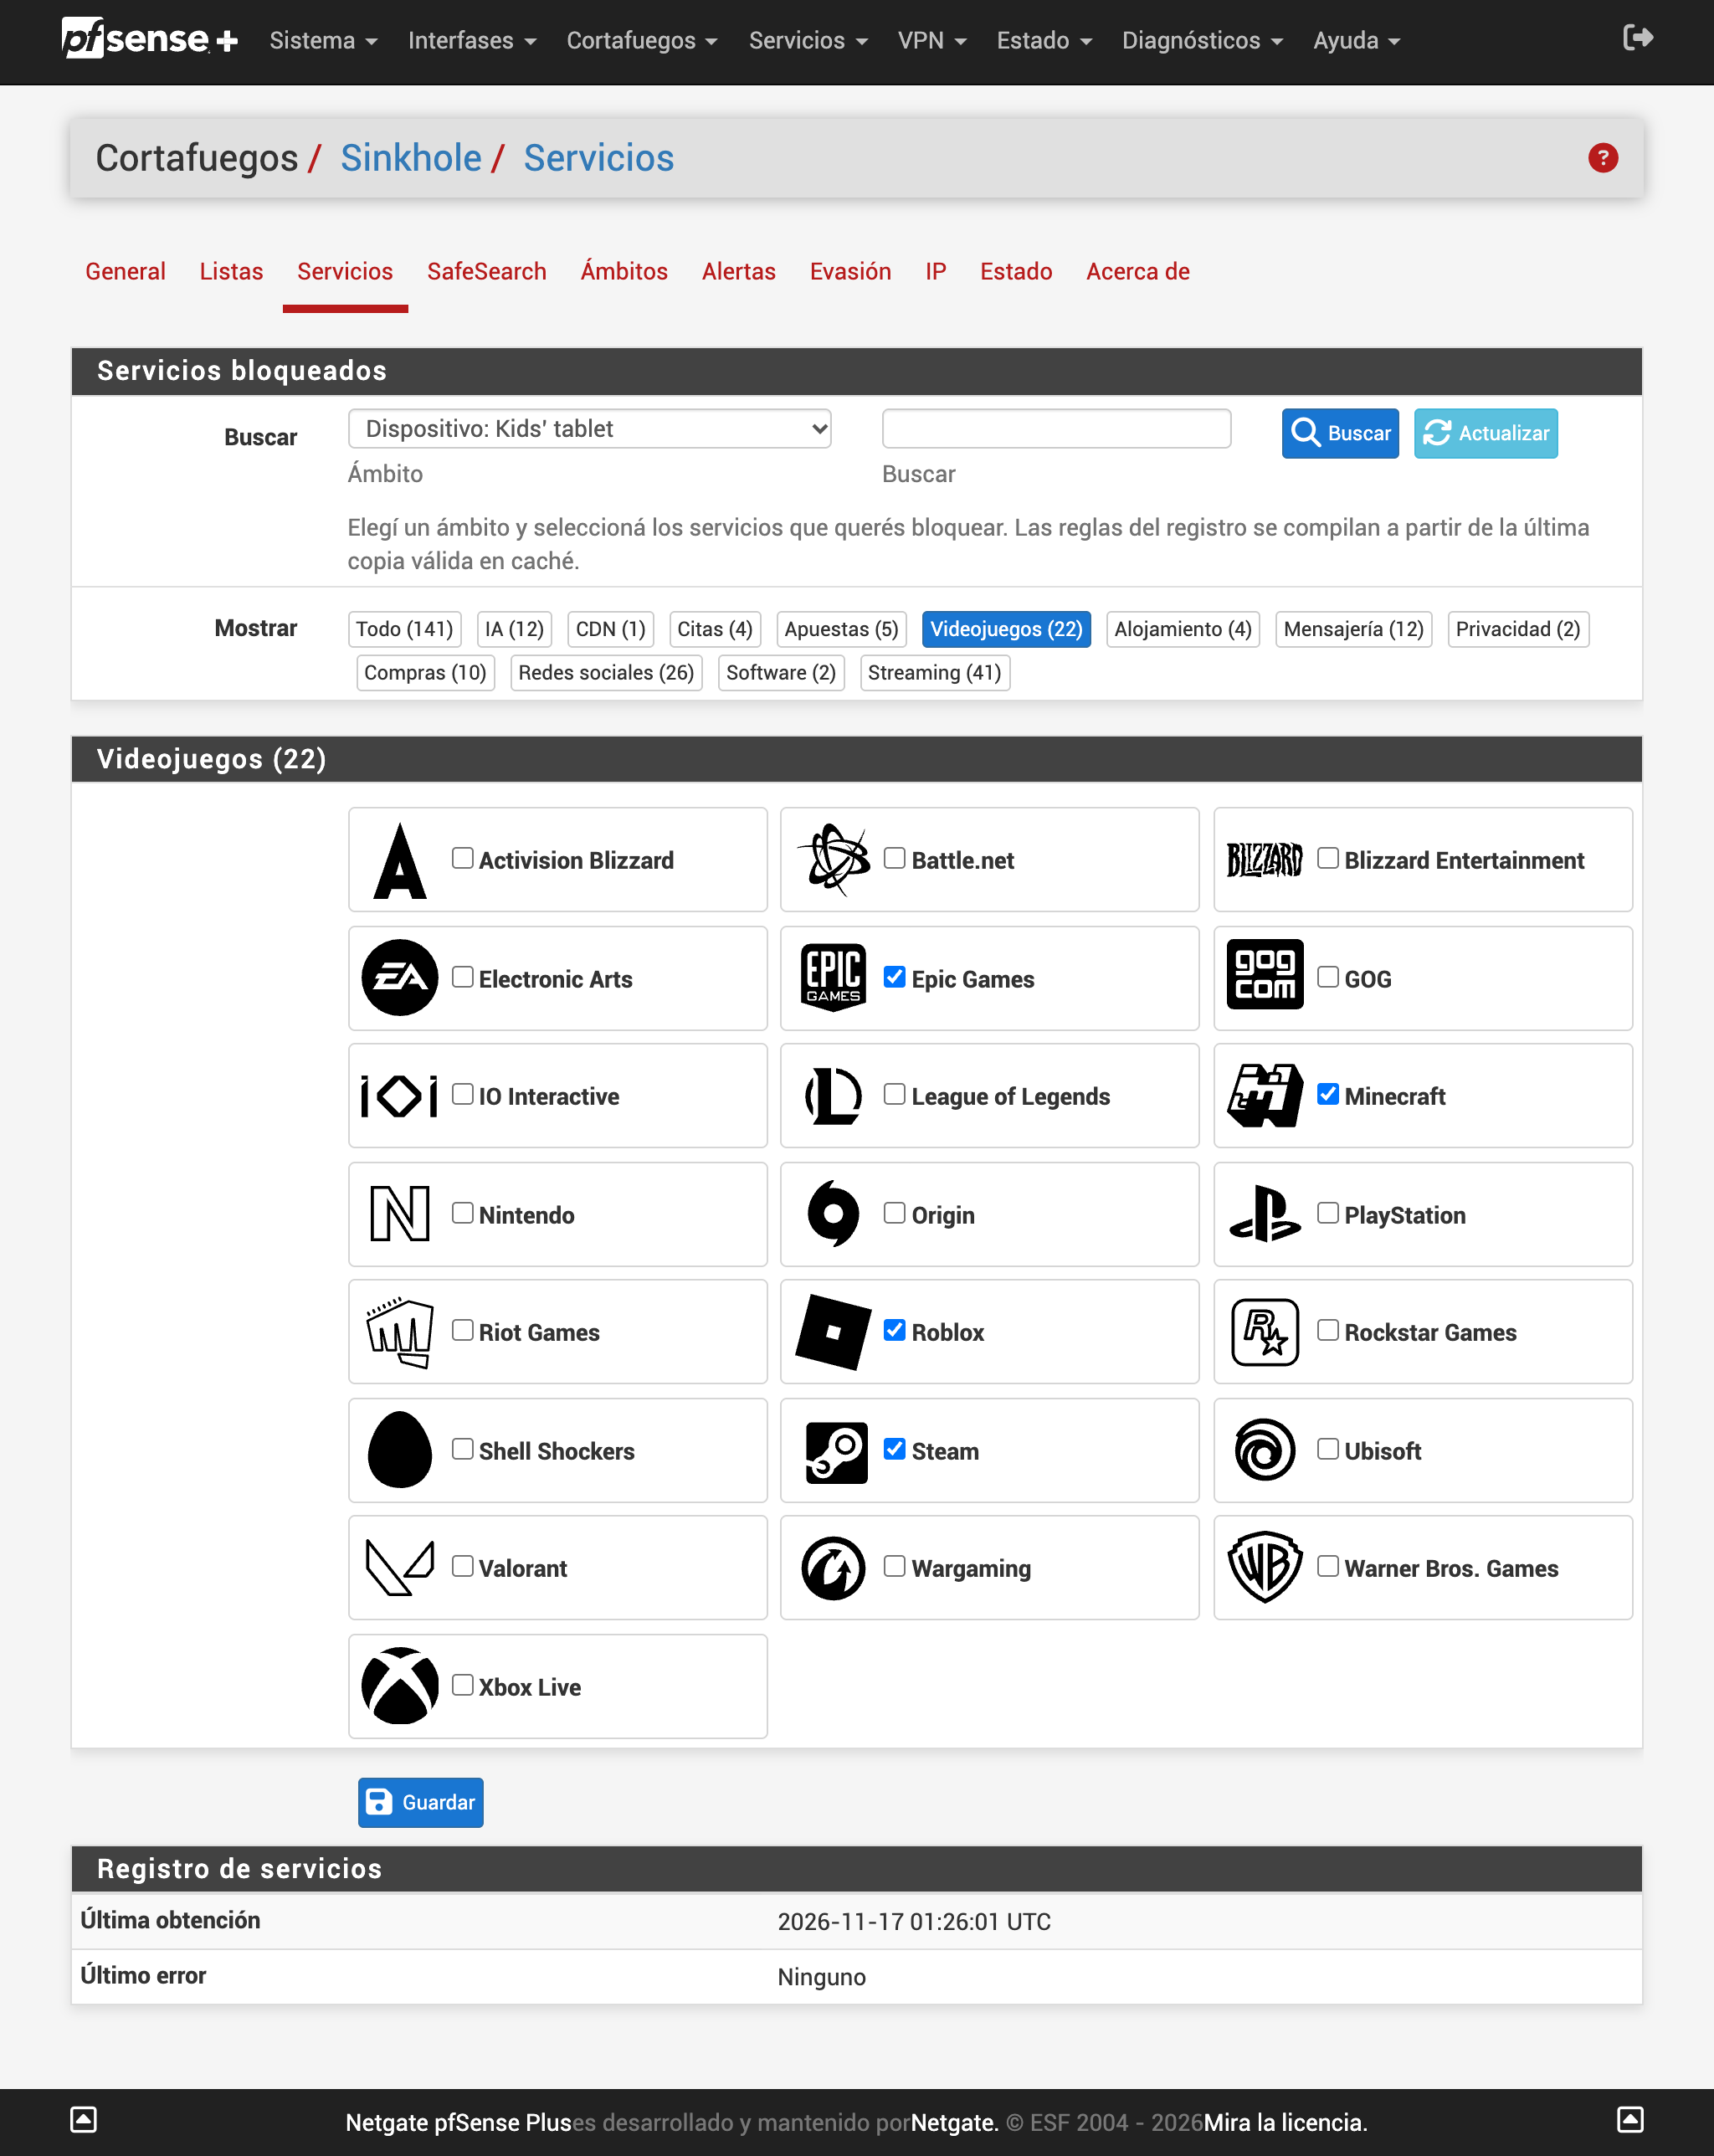 pfsense+ Sistema Interfases Cortafuegos Servicios VPN Estado Diagnósticos Ayuda
Cortafuegos / Sinkhole / Servicios
?
General Listas Servicios SafeSearch Ámbitos Alertas Evasión IP Estado Acerca de
Servicios bloqueados
Buscar Dispositivo: Kids' tablet Buscar Actualizar
Ámbito Buscar
Elegí un ámbito y seleccioná los servicios que querés bloquear. Las reglas del registro se compilan a partir de la última
copia válida en caché.
Mostrar Todo (141) IA (12) CDN (1) Citas (4) Apuestas (5) Videojuegos (22) Alojamiento (4) Mensajería (12) Privacidad (2)
Compras (10) Redes sociales (26) Software (2) Streaming (41)
Videojuegos (22)
A Activision Blizzard Battle.net BLIZZARD Blizzard Entertainment
EA Electronic Arts EPIC GAMES Epic Games gog com GOG
IOI IO Interactive L League of Legends Minecraft
N Nintendo Origin PlayStation
Riot Games Roblox R Rockstar Games
Shell Shockers Steam Ubisoft
Valorant Wargaming WB Warner Bros. Games
Xbox Live
Guardar
Registro de servicios
Última obtención 2026-11-17 01:26:01 UTC
Último error Ninguno
Netgate pfSense Plus es desarrollado y mantenido por Netgate. © ESF 2004 - 2026 Mira la licencia.